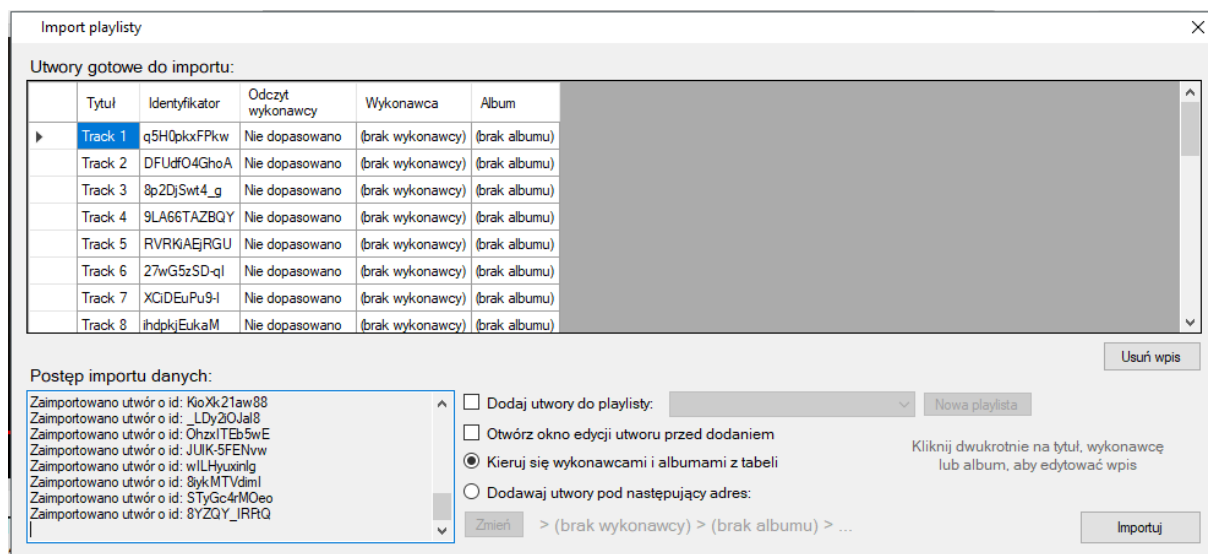 Import playlisty
Utwory gotowe do importu:
Tytuł Identyfikator Odczyt wykonawcy Wykonawca Album
Track 1 q5H0pkxFPkw Nie dopasowano (brak wykonawcy) (brak albumu)
Track 2 DFUdfO4GhoA Nie dopasowano (brak wykonawcy) (brak albumu)
Track 3 8p2DjSwt4_g Nie dopasowano (brak wykonawcy) (brak albumu)
Track 4 9LA66TAZBQY Nie dopasowano (brak wykonawcy) (brak albumu)
Track 5 RVRKiAEjRGU Nie dopasowano (brak wykonawcy) (brak albumu)
Track 6 27wG5zSD-qI Nie dopasowano (brak wykonawcy) (brak albumu)
Track 7 XCiDEuPu9-I Nie dopasowano (brak wykonawcy) (brak albumu)
Track 8 ihdpkjEukaM Nie dopasowano (brak wykonawcy) (brak albumu)
Usuń wpis
Postęp importu danych:
Zaimportowano utwór o id: KioXk21aw88
Zaimportowano utwór o id: _LDy2iOJal8
Zaimportowano utwór o id: OhzxITEb5wE
Zaimportowano utwór o id: JUIK-5FENvw
Zaimportowano utwór o id: wILHyuxinlg
Zaimportowano utwór o id: 8iykMTVdimI
Zaimportowano utwór o id: STyGc4rMOeo
Zaimportowano utwór o id: 8YZQY_IRFtQ
Dodaj utwory do playlisty:
Nowa playlista
Otwórz okno edycji utworu przed dodaniem
Kieruj się wykonawcami i albumami z tabeli
Dodawaj utwory pod następujący adres:
Zmień > (brak wykonawcy) > (brak albumu) > ...
Kliknij dwukrotnie na tytuł, wykonawcę
lub album, aby edytować wpis
Importuj